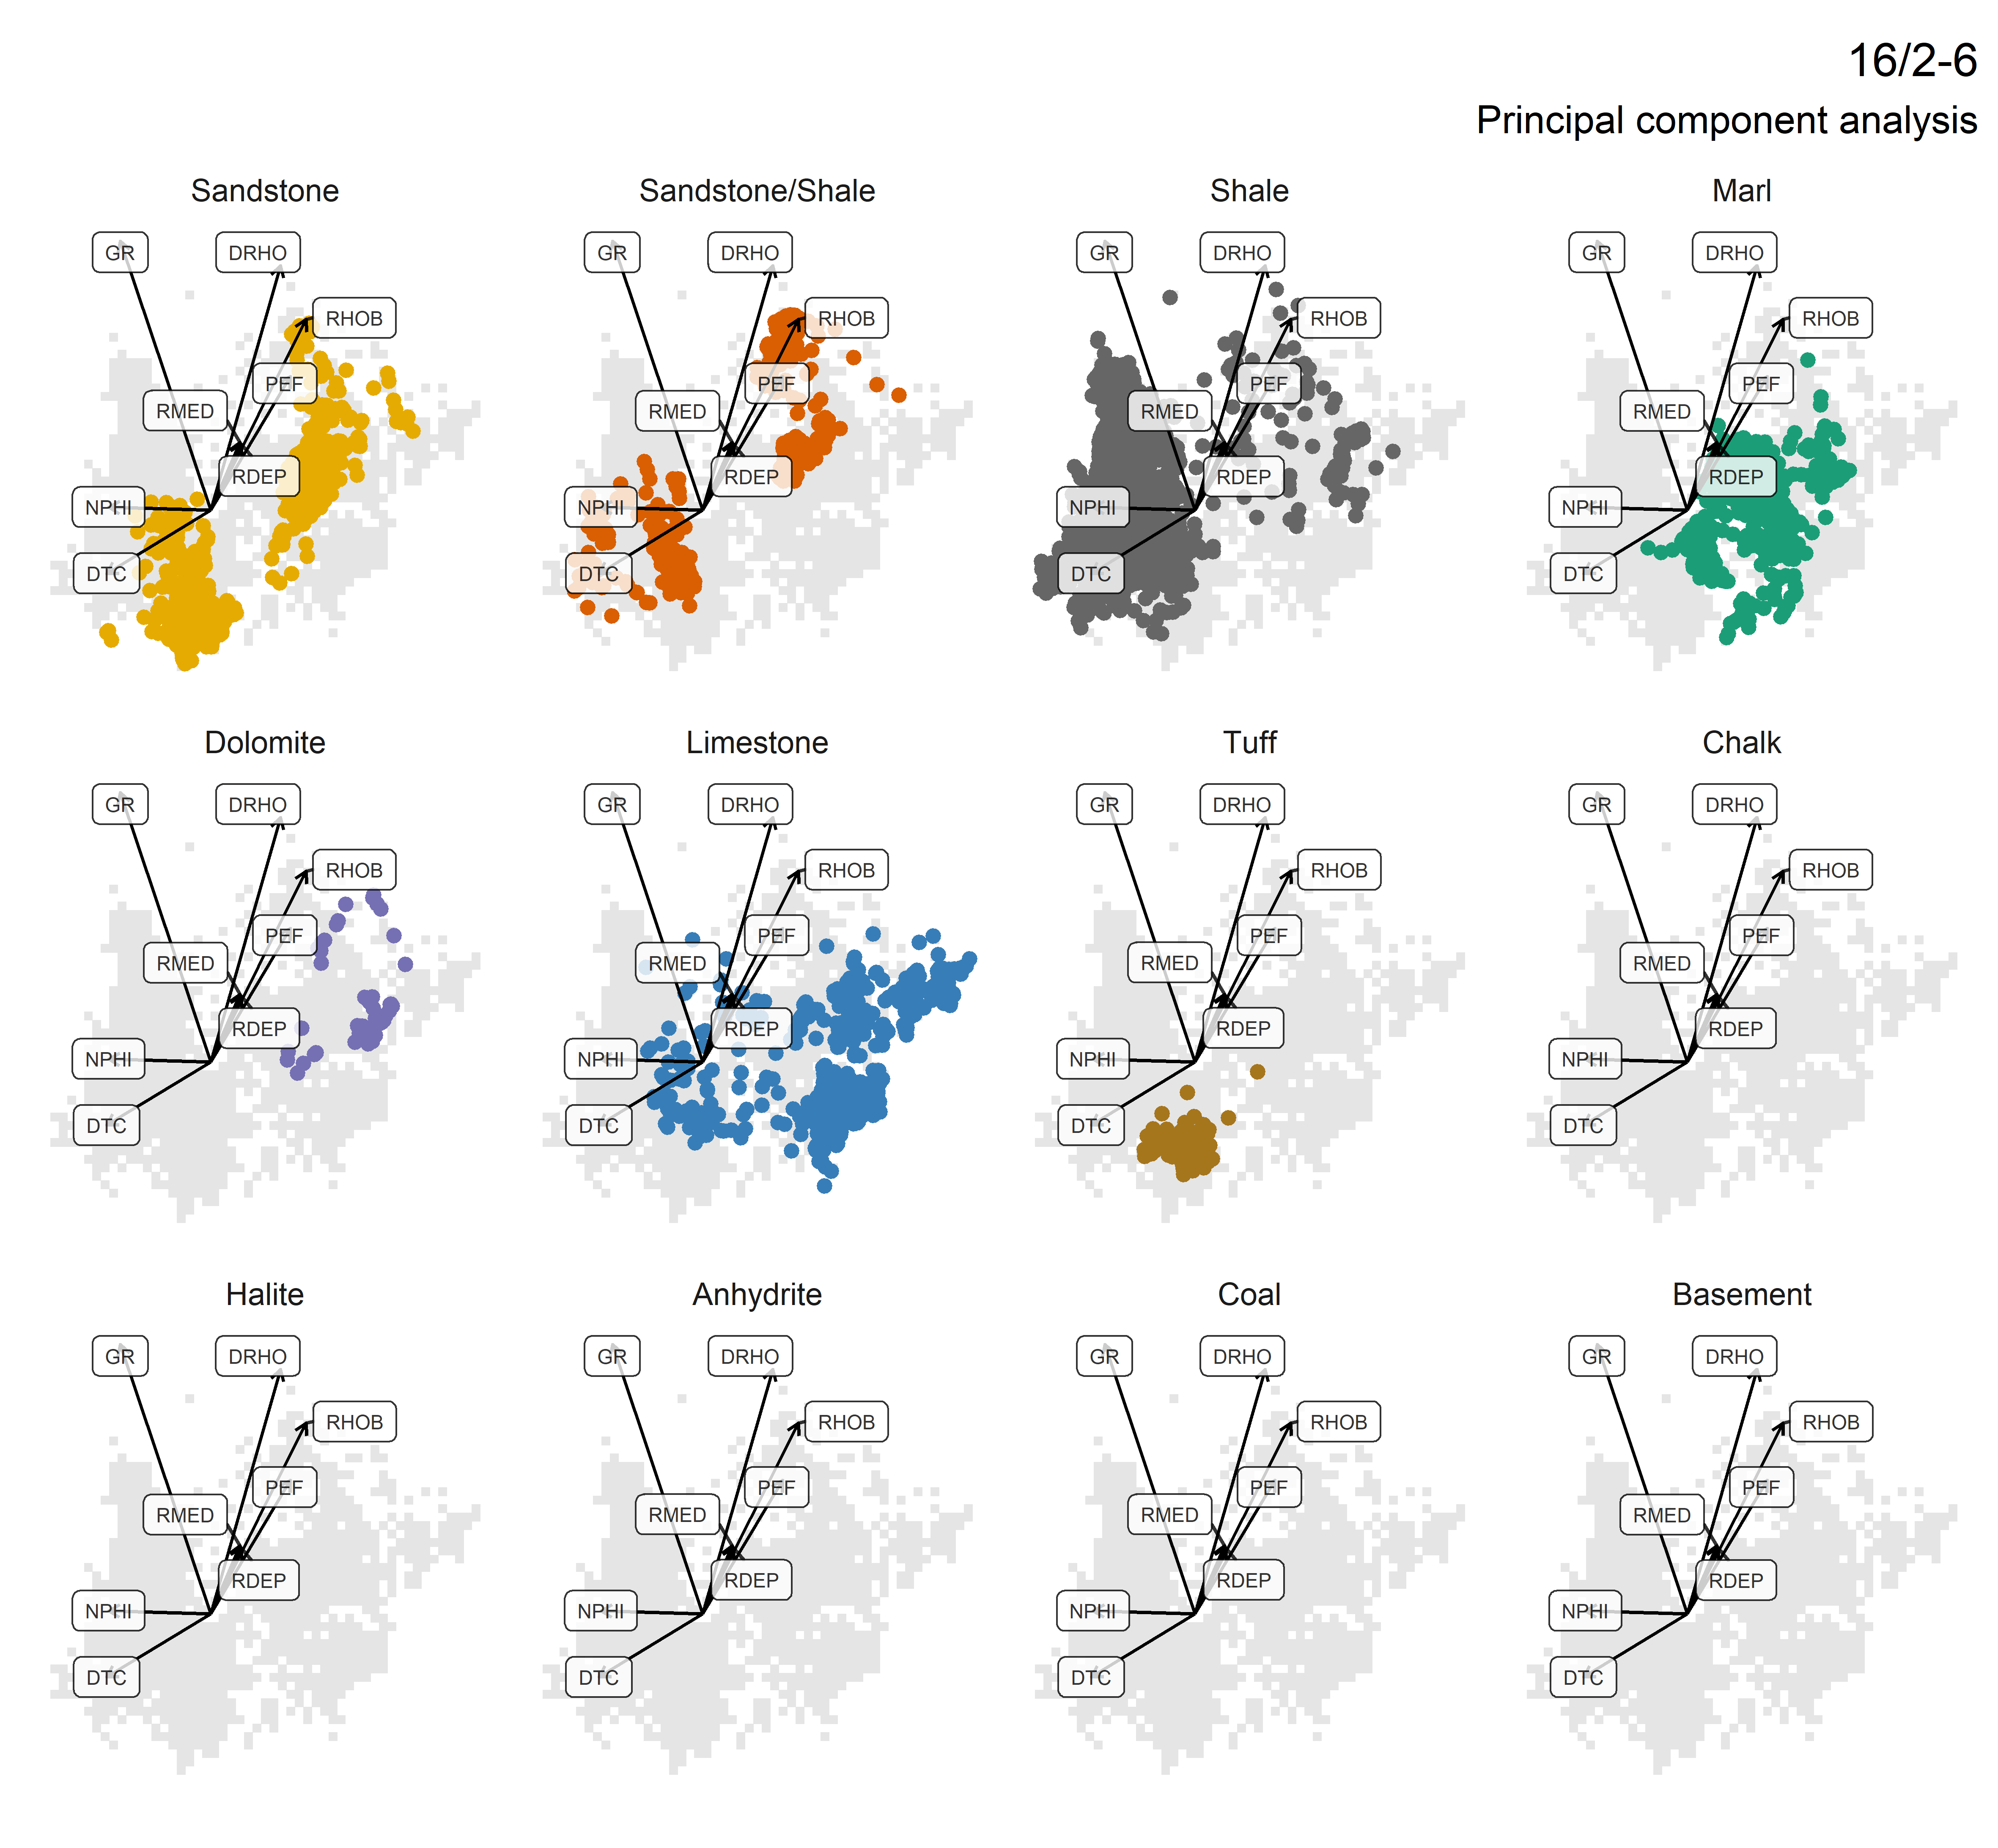 16/2-6
Principal component analysis
Sandstone
Sandstone/Shale
Shale
Marl
GR
DRHO
RHOB
PEF
RMED
RDEP
NPHI
DTC
GR
DRHO
RHOB
PEF
RMED
RDEP
NPHI
DTC
GR
DRHO
RHOB
PEF
RMED
RDEP
NPHI
DTC
GR
DRHO
RHOB
PEF
RMED
RDEP
NPHI
DTC
Dolomite
Limestone
Tuff
Chalk
GR
DRHO
RHOB
PEF
RMED
RDEP
NPHI
DTC
GR
DRHO
RHOB
PEF
RMED
RDEP
NPHI
DTC
GR
DRHO
RHOB
PEF
RMED
RDEP
NPHI
DTC
GR
DRHO
RHOB
PEF
RMED
RDEP
NPHI
DTC
Halite
Anhydrite
Coal
Basement
GR
DRHO
RHOB
PEF
RMED
RDEP
NPHI
DTC
GR
DRHO
RHOB
PEF
RMED
RDEP
NPHI
DTC
GR
DRHO
RHOB
PEF
RMED
RDEP
NPHI
DTC
GR
DRHO
RHOB
PEF
RMED
RDEP
NPHI
DTC